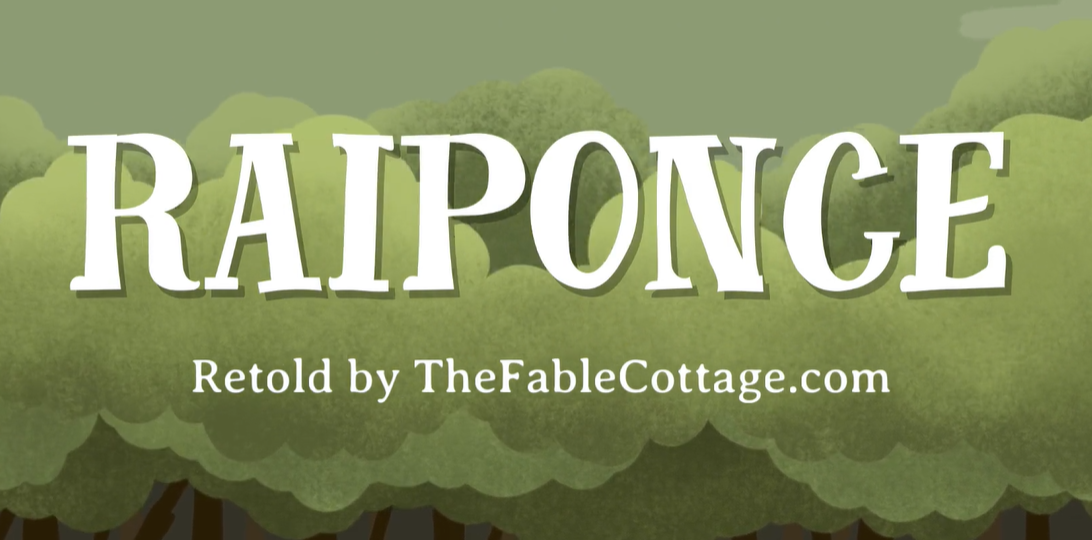 RAIPONCE
Retold by TheFableCottage.com